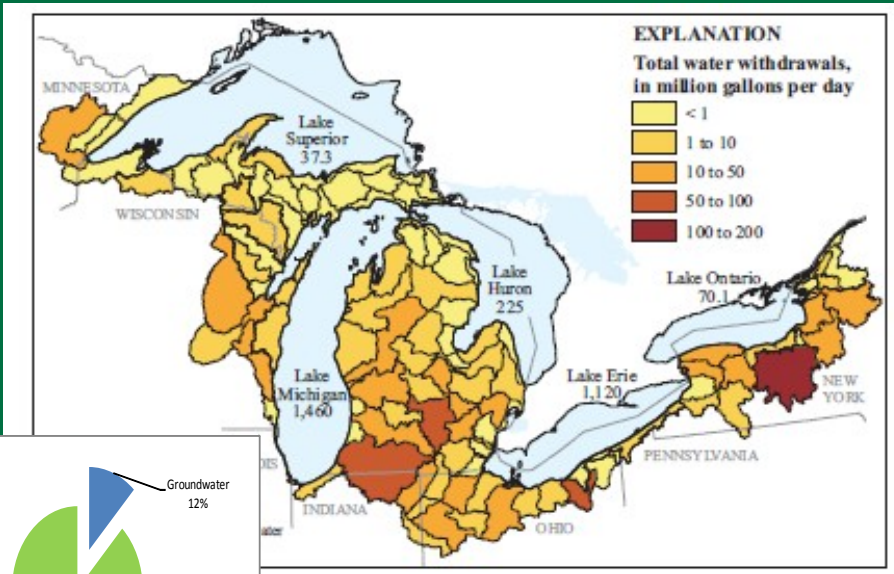 EXPLANATION
Total water withdrawals,
in million gallons per day
< 1
1 to 10
10 to 50
50 to 100
100 to 200
MINNESOTA
Lake
Superior
37.3
WISCONSIN
Lake
Huron
225
Lake Ontario
70.1
Lake
Michigan
1,460
Lake Erie
1,120
NEW
YORK
PENNSYLVANIA
INDIANA
OHIO
Groundwater
12%